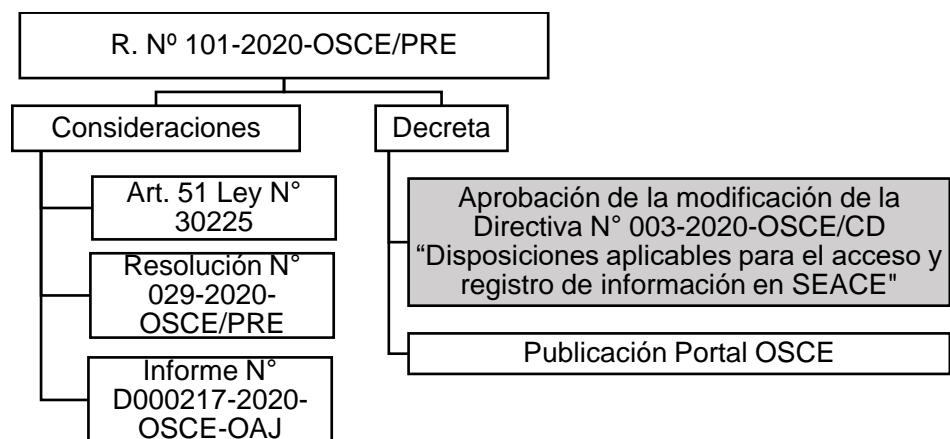 R. Nº 101-2020-OSCE/PRE
Consideraciones
Decreta
Art. 51 Ley N°
30225
Resolución N°
029-2020-
OSCE/PRE
Informe N°
D000217-2020-
OSCE-OAJ
Aprobación de la modificación de la
Directiva N° 003-2020-OSCE/CD
“Disposiciones aplicables para el acceso y
registro de información en SEACE"
Publicación Portal OSCE